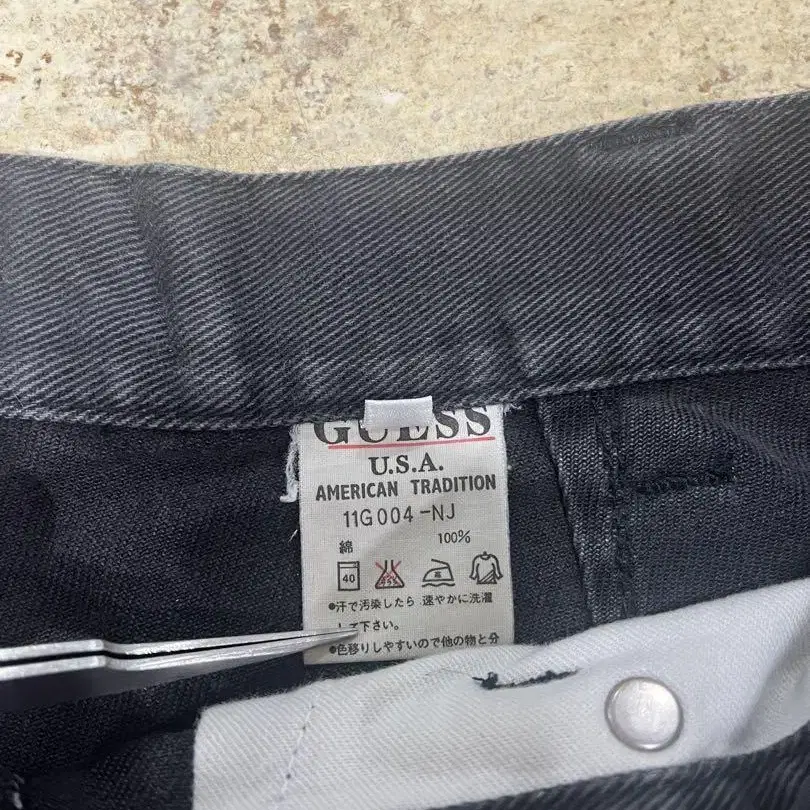 GUESS
U.S.A.
AMERICAN TRADITION
11G004-NJ
綿 100%
40 高
●汗で汚染したら 速やかに洗濯
して下さい。
●色移りしやすいので他の物と分